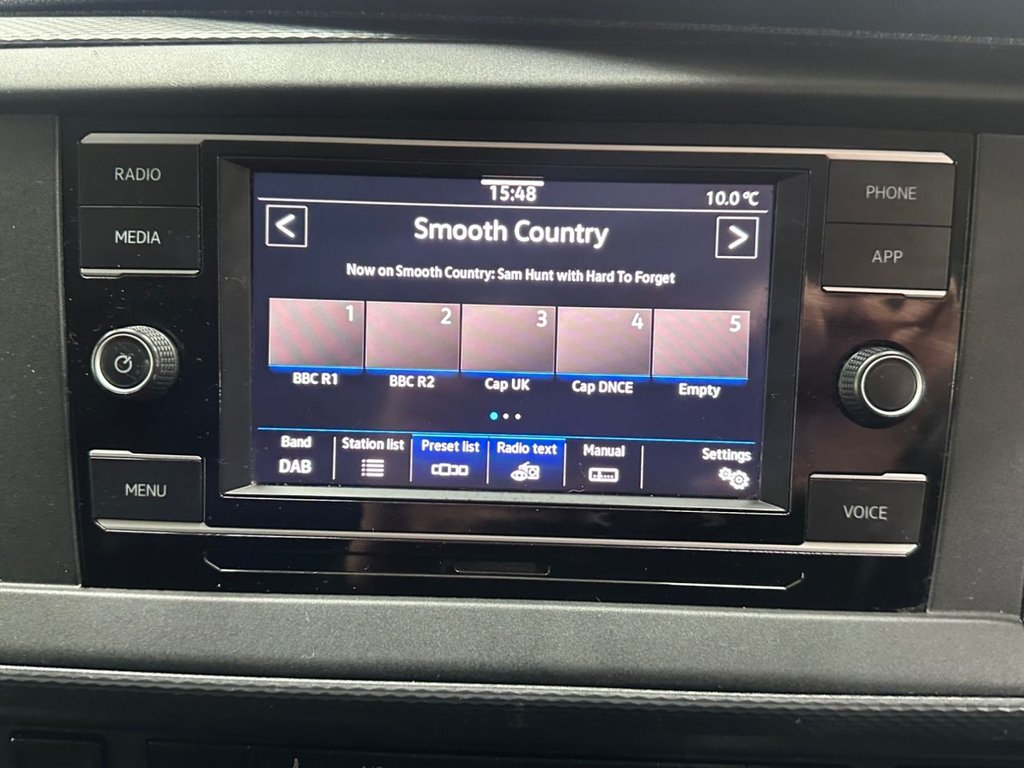 RADIO
MEDIA
MENU
15:48
10.0 °C
<
Smooth Country
>
Now on Smooth Country: Sam Hunt with Hard To Forget
1
2
3
4
5
BBC R1
BBC R2
Cap UK
Cap DNCE
Empty
Band
DAB
Station list
Preset list
Radio text
Manual
Settings
PHONE
APP
VOICE